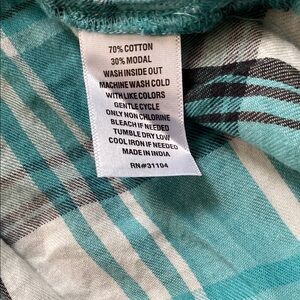 70% COTTON
30% MODAL
WASH INSIDE OUT
MACHINE WASH COLD
WITH LIKE COLORS
GENTLE CYCLE
ONLY NON CHLORINE
BLEACH IF NEEDED
TUMBLE DRY LOW
COOL IRON IF NEEDED
MADE IN INDIA
RN#31104